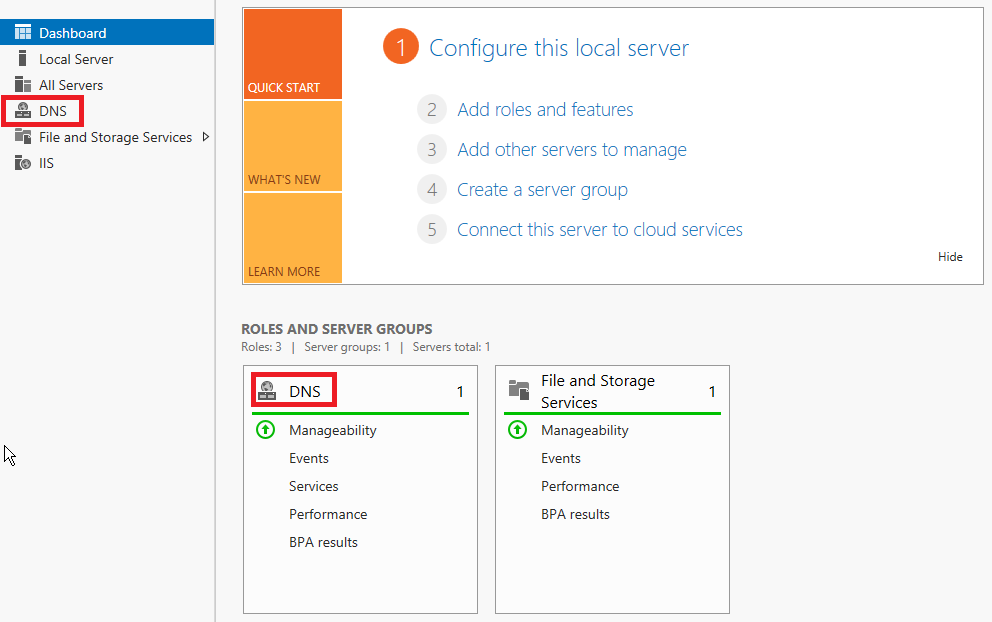 Dashboard
Local Server
All Servers
DNS
File and Storage Services
IIS
QUICK START
WHAT'S NEW
LEARN MORE
1 Configure this local server
2 Add roles and features
3 Add other servers to manage
4 Create a server group
5 Connect this server to cloud services
Hide
ROLES AND SERVER GROUPS
Roles: 3 | Server groups: 1 | Servers total: 1
DNS 1
Manageability
Events
Services
Performance
BPA results
File and Storage
Services 1
Manageability
Events
Performance
BPA results